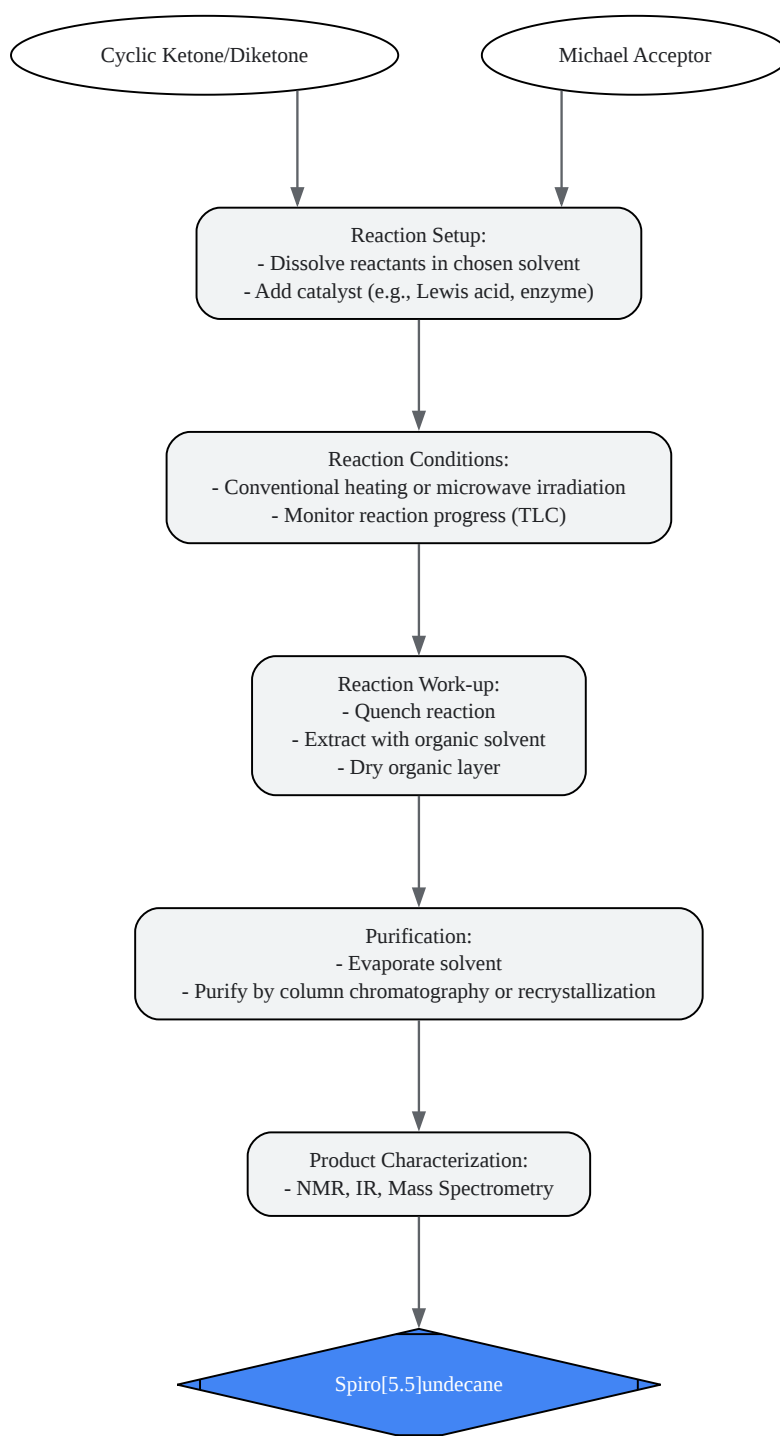 Cyclic Ketone/Diketone
Michael Acceptor
Reaction Setup:
- Dissolve reactants in chosen solvent
- Add catalyst (e.g., Lewis acid, enzyme)
Reaction Conditions:
- Conventional heating or microwave irradiation
- Monitor reaction progress (TLC)
Reaction Work-up:
- Quench reaction
- Extract with organic solvent
- Dry organic layer
Purification:
- Evaporate solvent
- Purify by column chromatography or recrystallization
Product Characterization:
- NMR, IR, Mass Spectrometry
Spiro[5.5]undecane